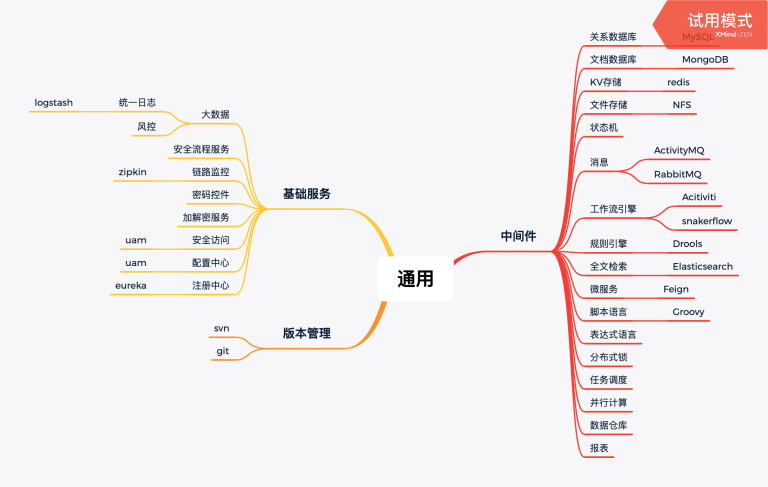 试用模式
XMind-ZEN
通用
中间件
关系数据库 MySQL
文档数据库 MongoDB
KV存储 redis
文件存储 NFS
状态机
消息
ActivityMQ
RabbitMQ
工作流引擎
Acitiviti
snakerflow
规则引擎 Drools
全文检索 Elasticsearch
微服务 Feign
脚本语言 Groovy
表达式语言
分布式锁
任务调度
并行计算
数据仓库
报表
基础服务
大数据
logstash 统一日志
风控
安全流程服务
zipkin 链路监控
密码控件
加解密服务
uam 安全访问
uam 配置中心
eureka 注册中心
版本管理
svn
git